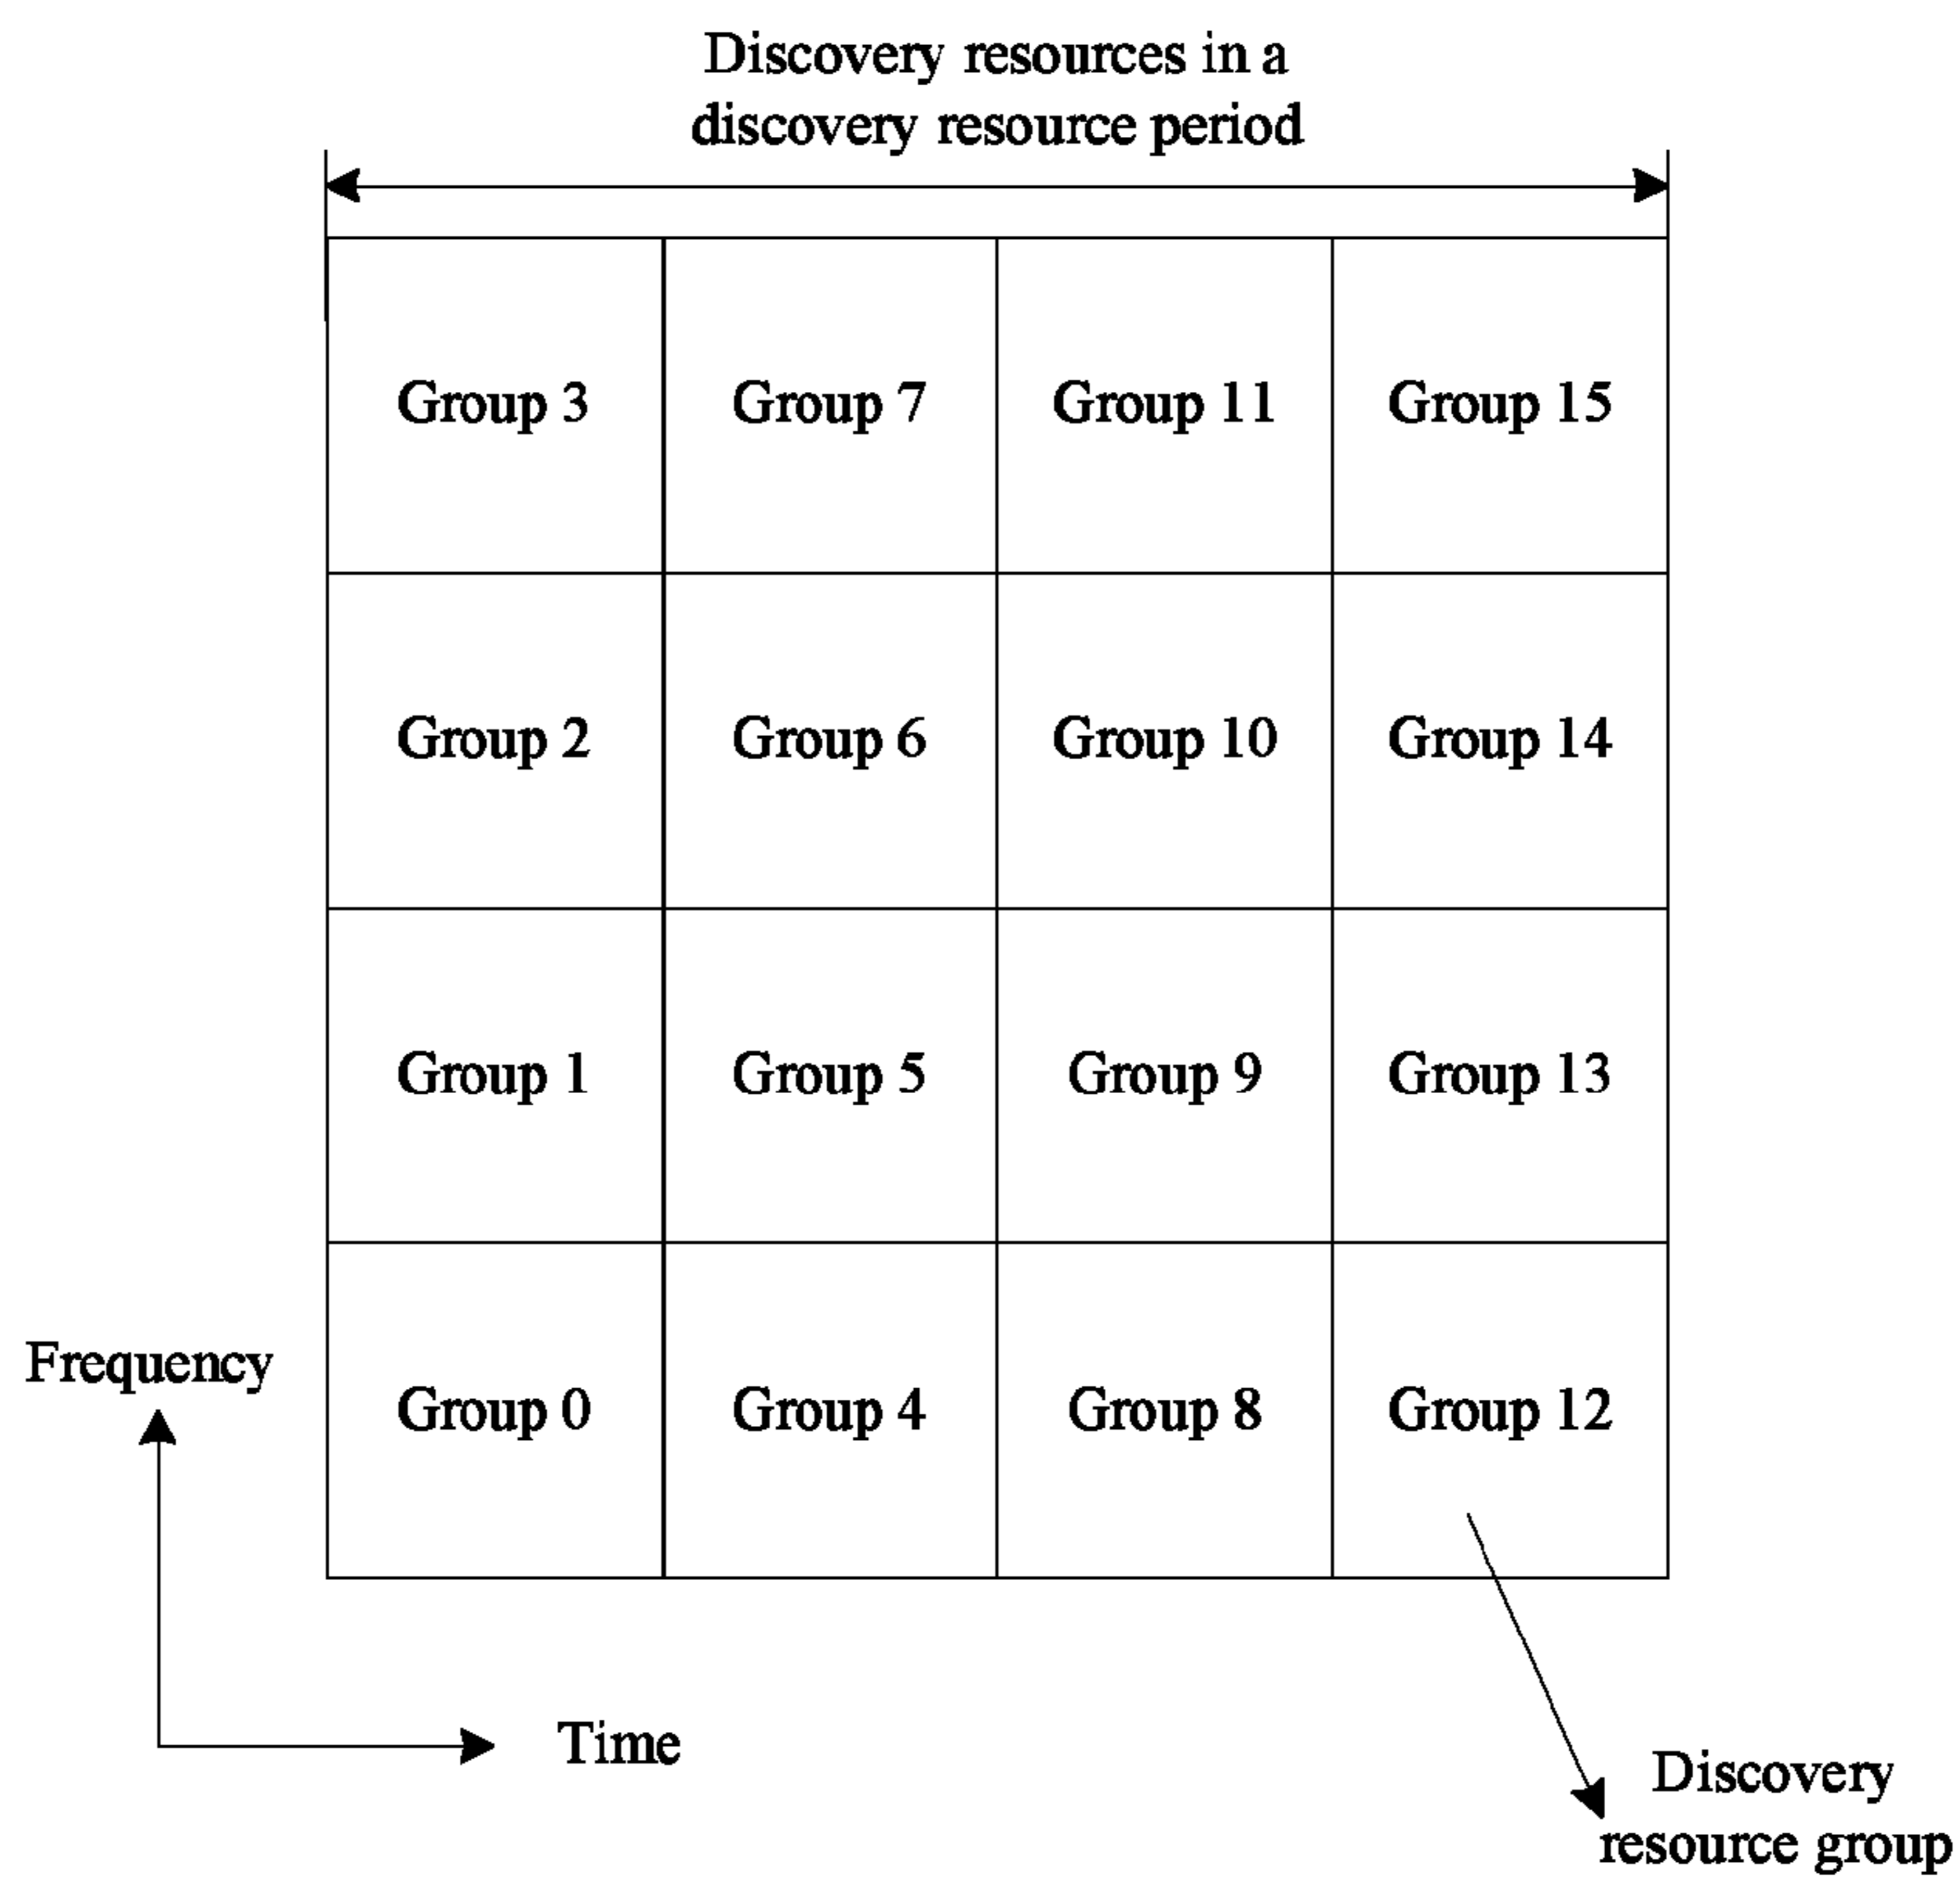 Discovery resources in a
discovery resource period
Group 3 Group 7 Group 11 Group 15
Group 2 Group 6 Group 10 Group 14
Group 1 Group 5 Group 9 Group 13
Frequency
Group 0 Group 4 Group 8 Group 12
Time
Discovery
resource group